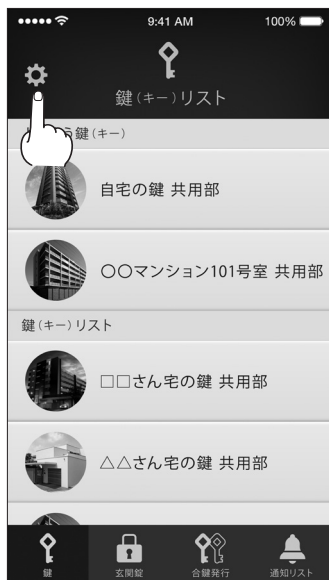 9:41 AM 100%
鍵（キー）リスト
う鍵（キー）
自宅の鍵 共用部
〇〇マンション101号室 共用部
鍵（キー）リスト
□□さん宅の鍵 共用部
△△さん宅の鍵 共用部
鍵 玄関錠 合鍵発行 通知リスト